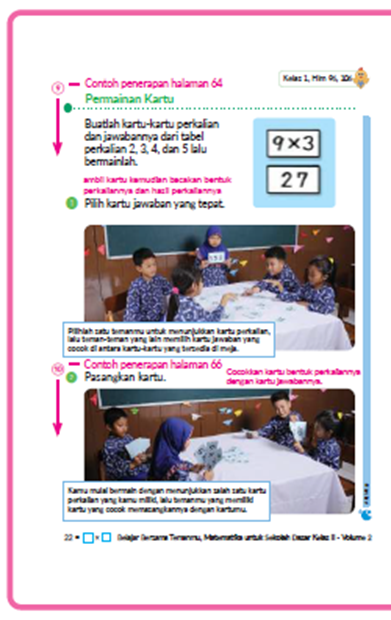 Kelas 1, Hlm 96, 106
9 Contoh penerapan halaman 64
Permainan Kartu
Buatlah kartu-kartu perkalian
dan jawabannya dari tabel
perkalian 2, 3, 4, dan 5 lalu
bermainlah.
9×3
27
ambil kartu kemudian bacakan bentuk
perkaliannya dan hasil perkaliannya
1 Pilih kartu jawaban yang tepat.
Pilihlah satu temanmu untuk menunjukkan kartu perkalian,
lalu teman-teman yang lain memilih kartu jawaban yang
cocok di antara kartu-kartu yang tersedia di meja.
10 Contoh penerapan halaman 66
2 Pasangkan kartu.
Cocokkan kartu bentuk perkaliannya
dengan kartu jawabannya.
Kamu mulai bermain dengan menunjukkan salah satu kartu
perkalian yang kamu miliki, lalu temanmu yang memiliki
kartu yang cocok memasangkannya dengan kartumu.
22 = □ × □ Belajar Bersama Temanmu, Matematika untuk Sekolah Dasar Kelas II - Volume 2